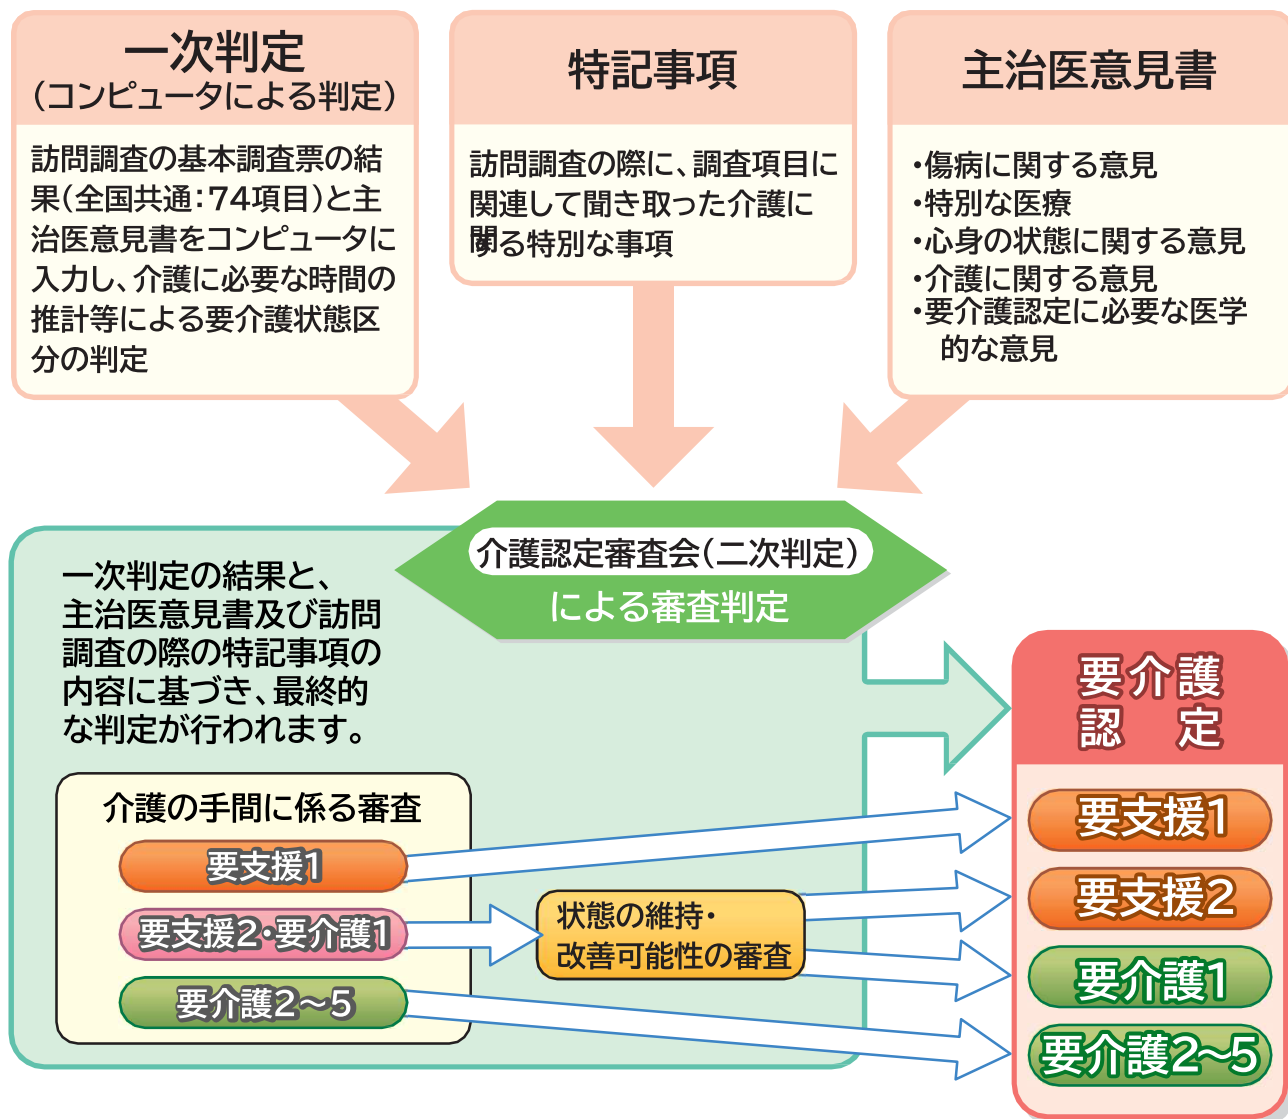 一次判定
（コンピュータによる判定）
訪問調査の基本調査票の結
果（全国共通：74項目）と主
治医意見書をコンピュータに
入力し、介護に必要な時間の
推計等による要介護状態区
分の判定
特記事項
訪問調査の際に、調査項目に
関連して聞き取った介護に
関する特別な事項
主治医意見書
・傷病に関する意見
・特別な医療
・心身の状態に関する意見
・介護に関する意見
・要介護認定に必要な医学
的な意見
介護認定審査会（二次判定）
による審査判定
一次判定の結果と、
主治医意見書及び訪問
調査の際の特記事項の
内容に基づき、最終的
な判定が行われます。
介護の手間に係る審査
要支援1
要支援2・要介護1
要介護2～5
状態の維持・
改善可能性の審査
要介護
認　定
要支援1
要支援2
要介護1
要介護2～5